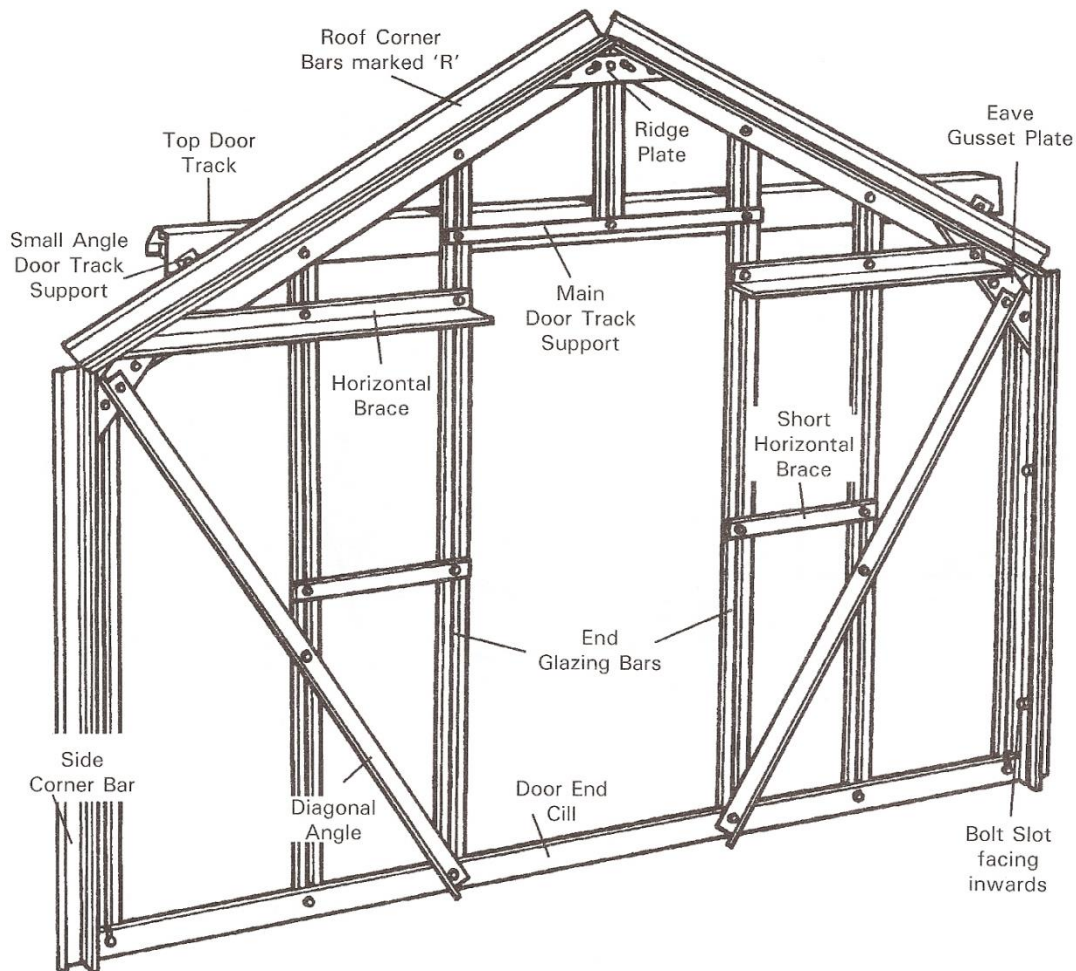 Roof Corner
Bars marked ‘R’
Top Door
Track
Small Angle
Door Track
Support
Ridge
Plate
Eave
Gusset Plate
Main
Door Track
Support
Horizontal
Brace
Short
Horizontal
Brace
End
Glazing Bars
Side
Corner Bar
Diagonal
Angle
Door End
Cill
Bolt Slot
facing
inwards